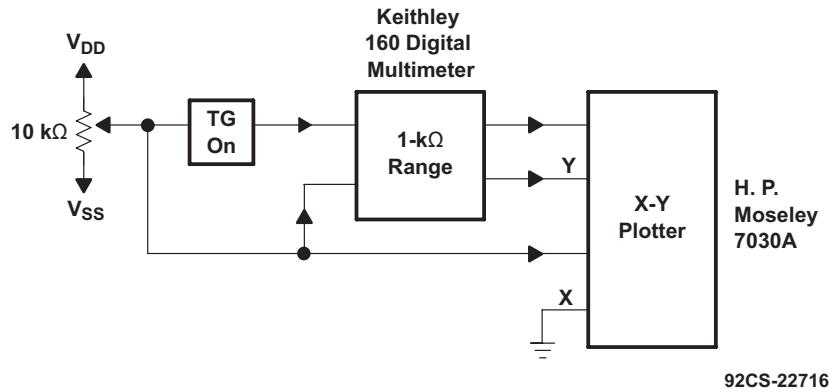 Keithley
160 Digital
Multimeter
VDD
10 kΩ
VSS
TG
On
1-kΩ
Range
Y
X
X-Y
Plotter
H. P.
Moseley
7030A
92CS-22716